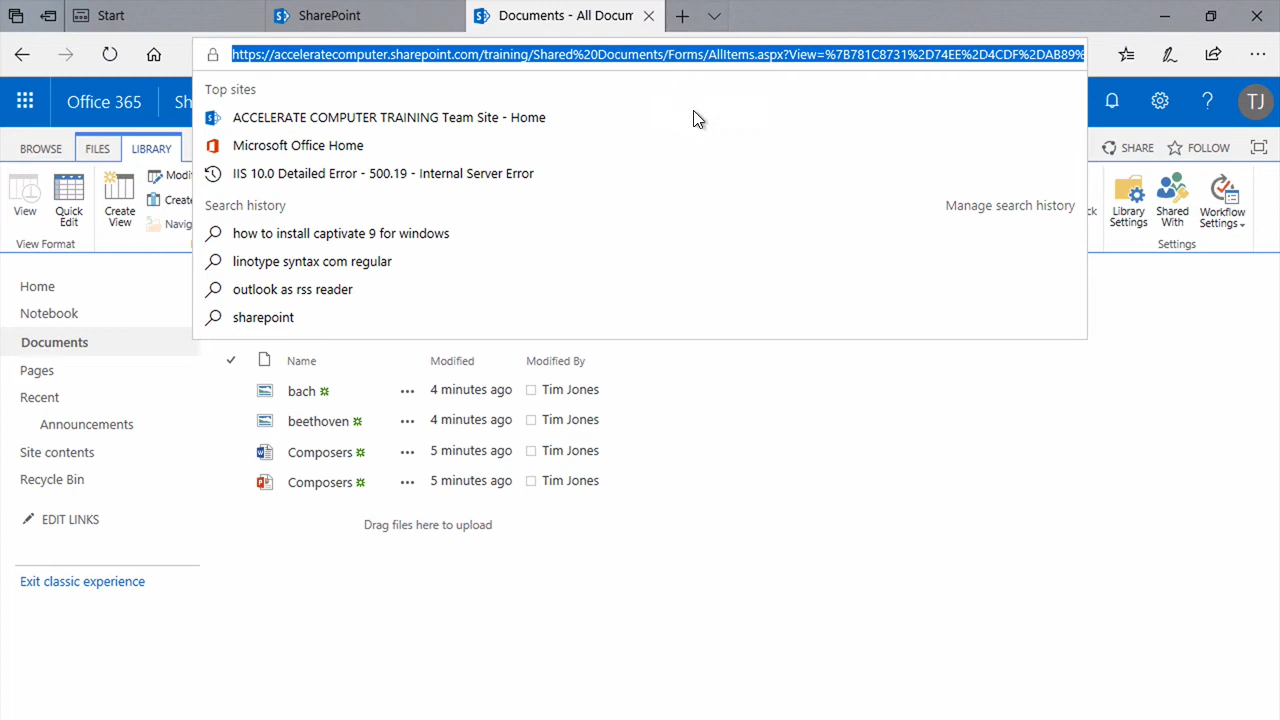 Start
SharePoint
Documents - All Docum
https://acceleratecomputer.sharepoint.com/training/Shared%20Documents/Forms/AllItems.aspx?View=%7B781C8731%2D74EE%2D4CDF%2DAB89%
Office 365
Sh
Top sites
ACCELERATE COMPUTER TRAINING Team Site - Home
Microsoft Office Home
IIS 10.0 Detailed Error - 500.19 - Internal Server Error
Search history
Manage search history
how to install captivate 9 for windows
linotype syntax com regular
outlook as rss reader
sharepoint
TJ
BROWSE
FILES
LIBRARY
SHARE
FOLLOW
View
Quick Edit
View Format
Create View
Modi
Create
Navig
ck
Library Settings
Shared With
Workflow Settings
Settings
Home
Notebook
Documents
Pages
Recent
Announcements
Site contents
Recycle Bin
EDIT LINKS
Exit classic experience
Name Modified Modified By
bach ... 4 minutes ago Tim Jones
beethoven ... 4 minutes ago Tim Jones
Composers ... 5 minutes ago Tim Jones
Composers ... 5 minutes ago Tim Jones
Drag files here to upload